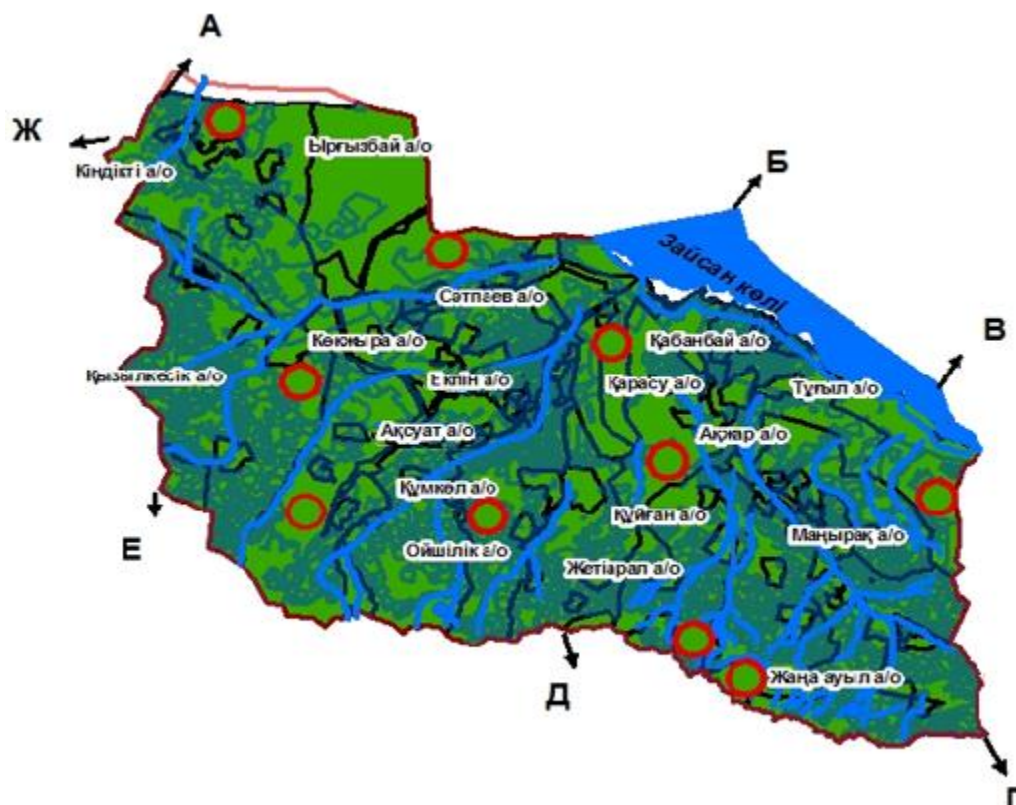 А
Ж
Ырғызбай а/о
Кіндікті а/о
Б
Зайсан көлі
Сәтпаев а/о
Көкжыра а/о
Қабанбай а/о
В
Қызылкесік а/о
Екпін а/о
Қарасу а/о
Тұғыл а/о
Ақсуат а/о
Ақжар а/о
Құмкөл а/о
Құйған а/о
Маңырақ а/о
Е
Ойшілік а/о
Жетіарал а/о
Жаңа ауыл а/о
Д
Г